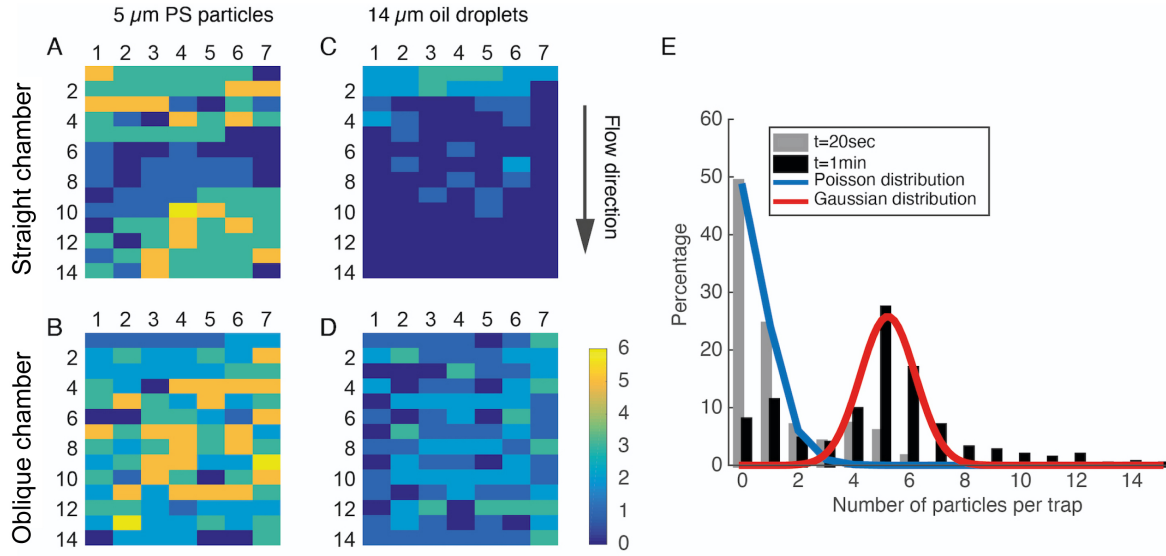 5 µm PS particles
14 µm oil droplets
A
1 2 3 4 5 6 7
2
4
6
8
10
12
14
Straight chamber
C
1 2 3 4 5 6 7
2
4
6
8
10
12
14
Flow direction
B
1 2 3 4 5 6 7
2
4
6
8
10
12
14
Oblique chamber
D
1 2 3 4 5 6 7
2
4
6
8
10
12
14
6
5
4
3
2
1
0
E
60
50
40
30
20
10
0
Percentage
t=20sec
t=1min
Poisson distribution
Gaussian distribution
0 2 4 6 8 10 12 14
Number of particles per trap